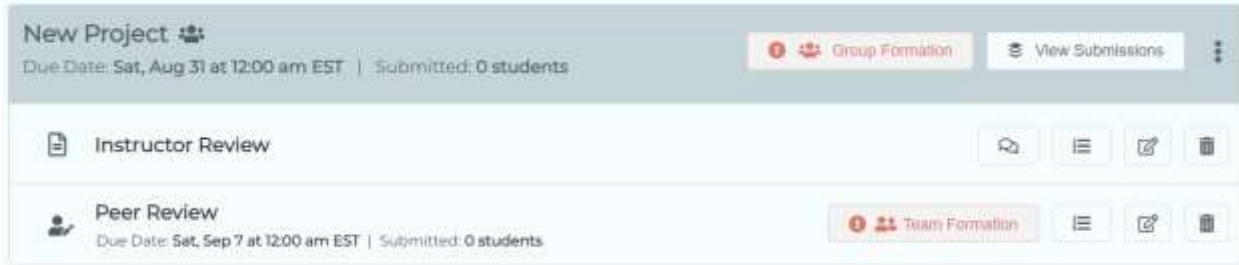 New Project
Group Formation
View Submissions
Due Date: Sat, Aug 31 at 12:00 am EST | Submitted: 0 students
Instructor Review
Peer Review
Team Formation
Due Date: Sat, Sep 7 at 12:00 am EST | Submitted: 0 students